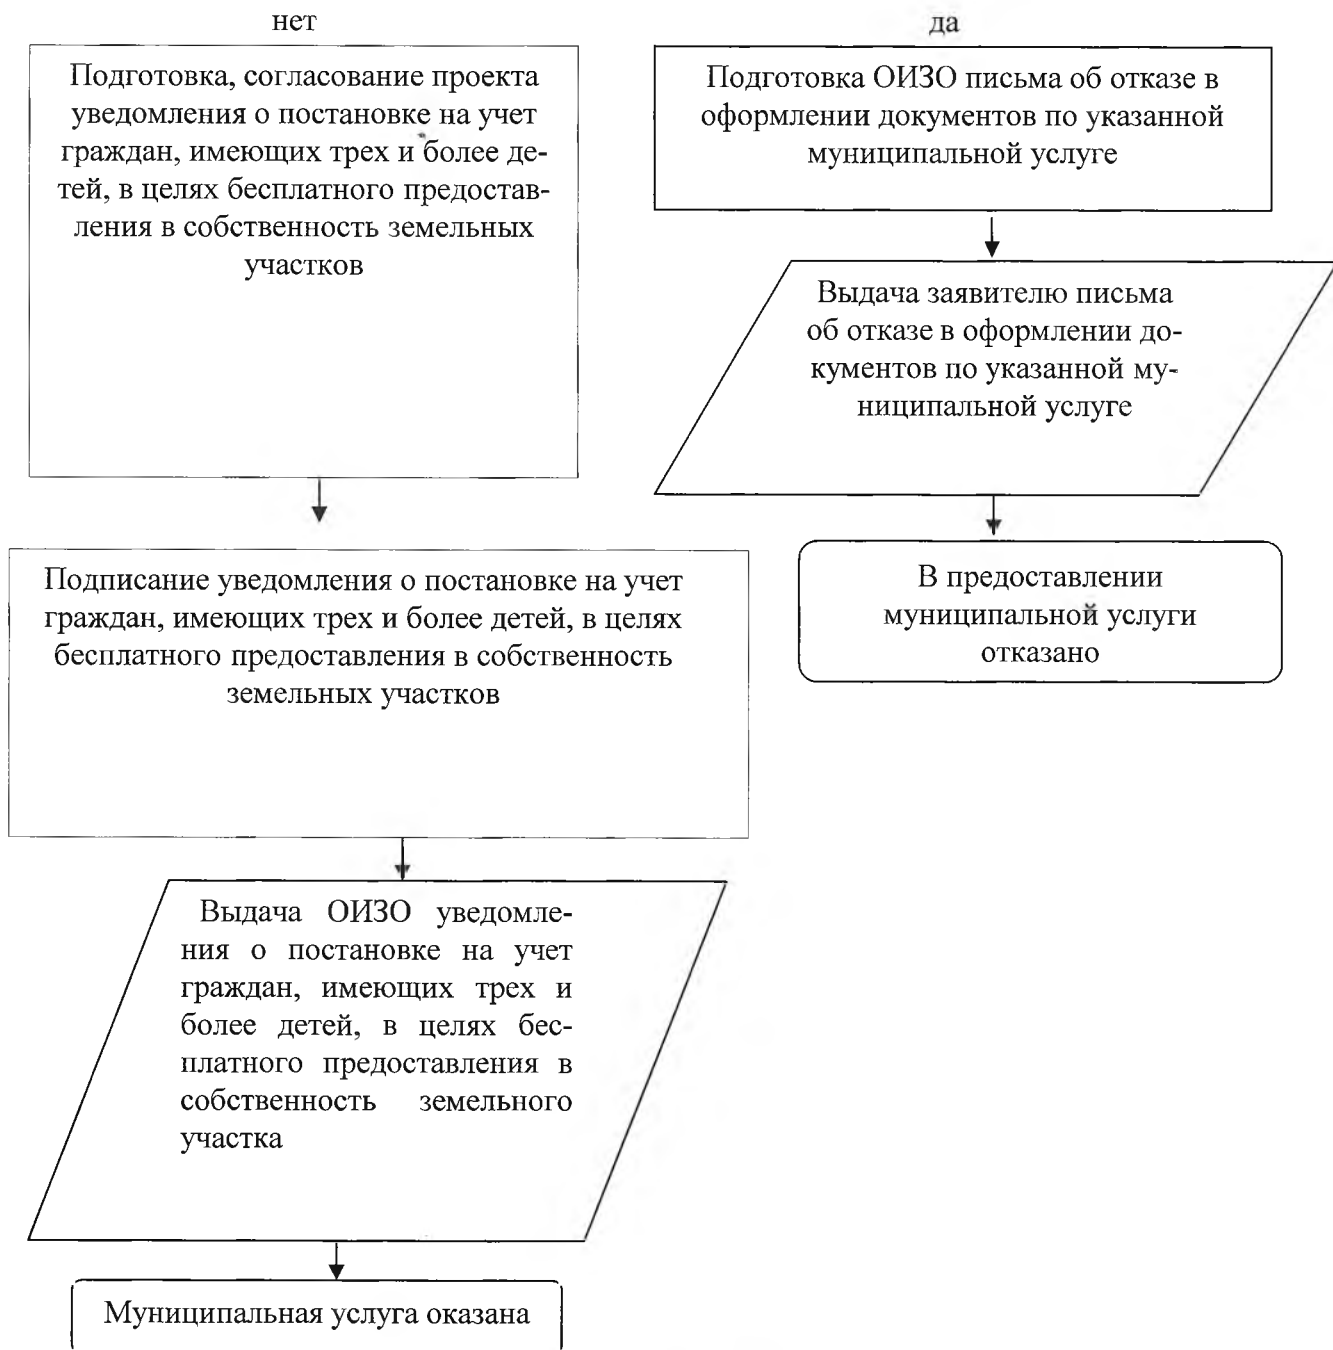 нет
Подготовка, согласование проекта
уведомления о постановке на учет
граждан, имеющих трех и более де-
тей, в целях бесплатного предостав-
ления в собственность земельных
участков
Подписание уведомления о постановке на учет
граждан, имеющих трех и более детей, в целях
бесплатного предоставления в собственность
земельных участков
Выдача ОИЗО уведомле-
ния о постановке на учет
граждан, имеющих трех и
более детей, в целях бес-
платного предоставления в
собственность земельного
участка
Муниципальная услуга оказана
да
Подготовка ОИЗО письма об отказе в
оформлении документов по указанной
муниципальной услуге
Выдача заявителю письма
об отказе в оформлении до-
кументов по указанной му-
ниципальной услуге
В предоставлении
муниципальной услуги
отказано